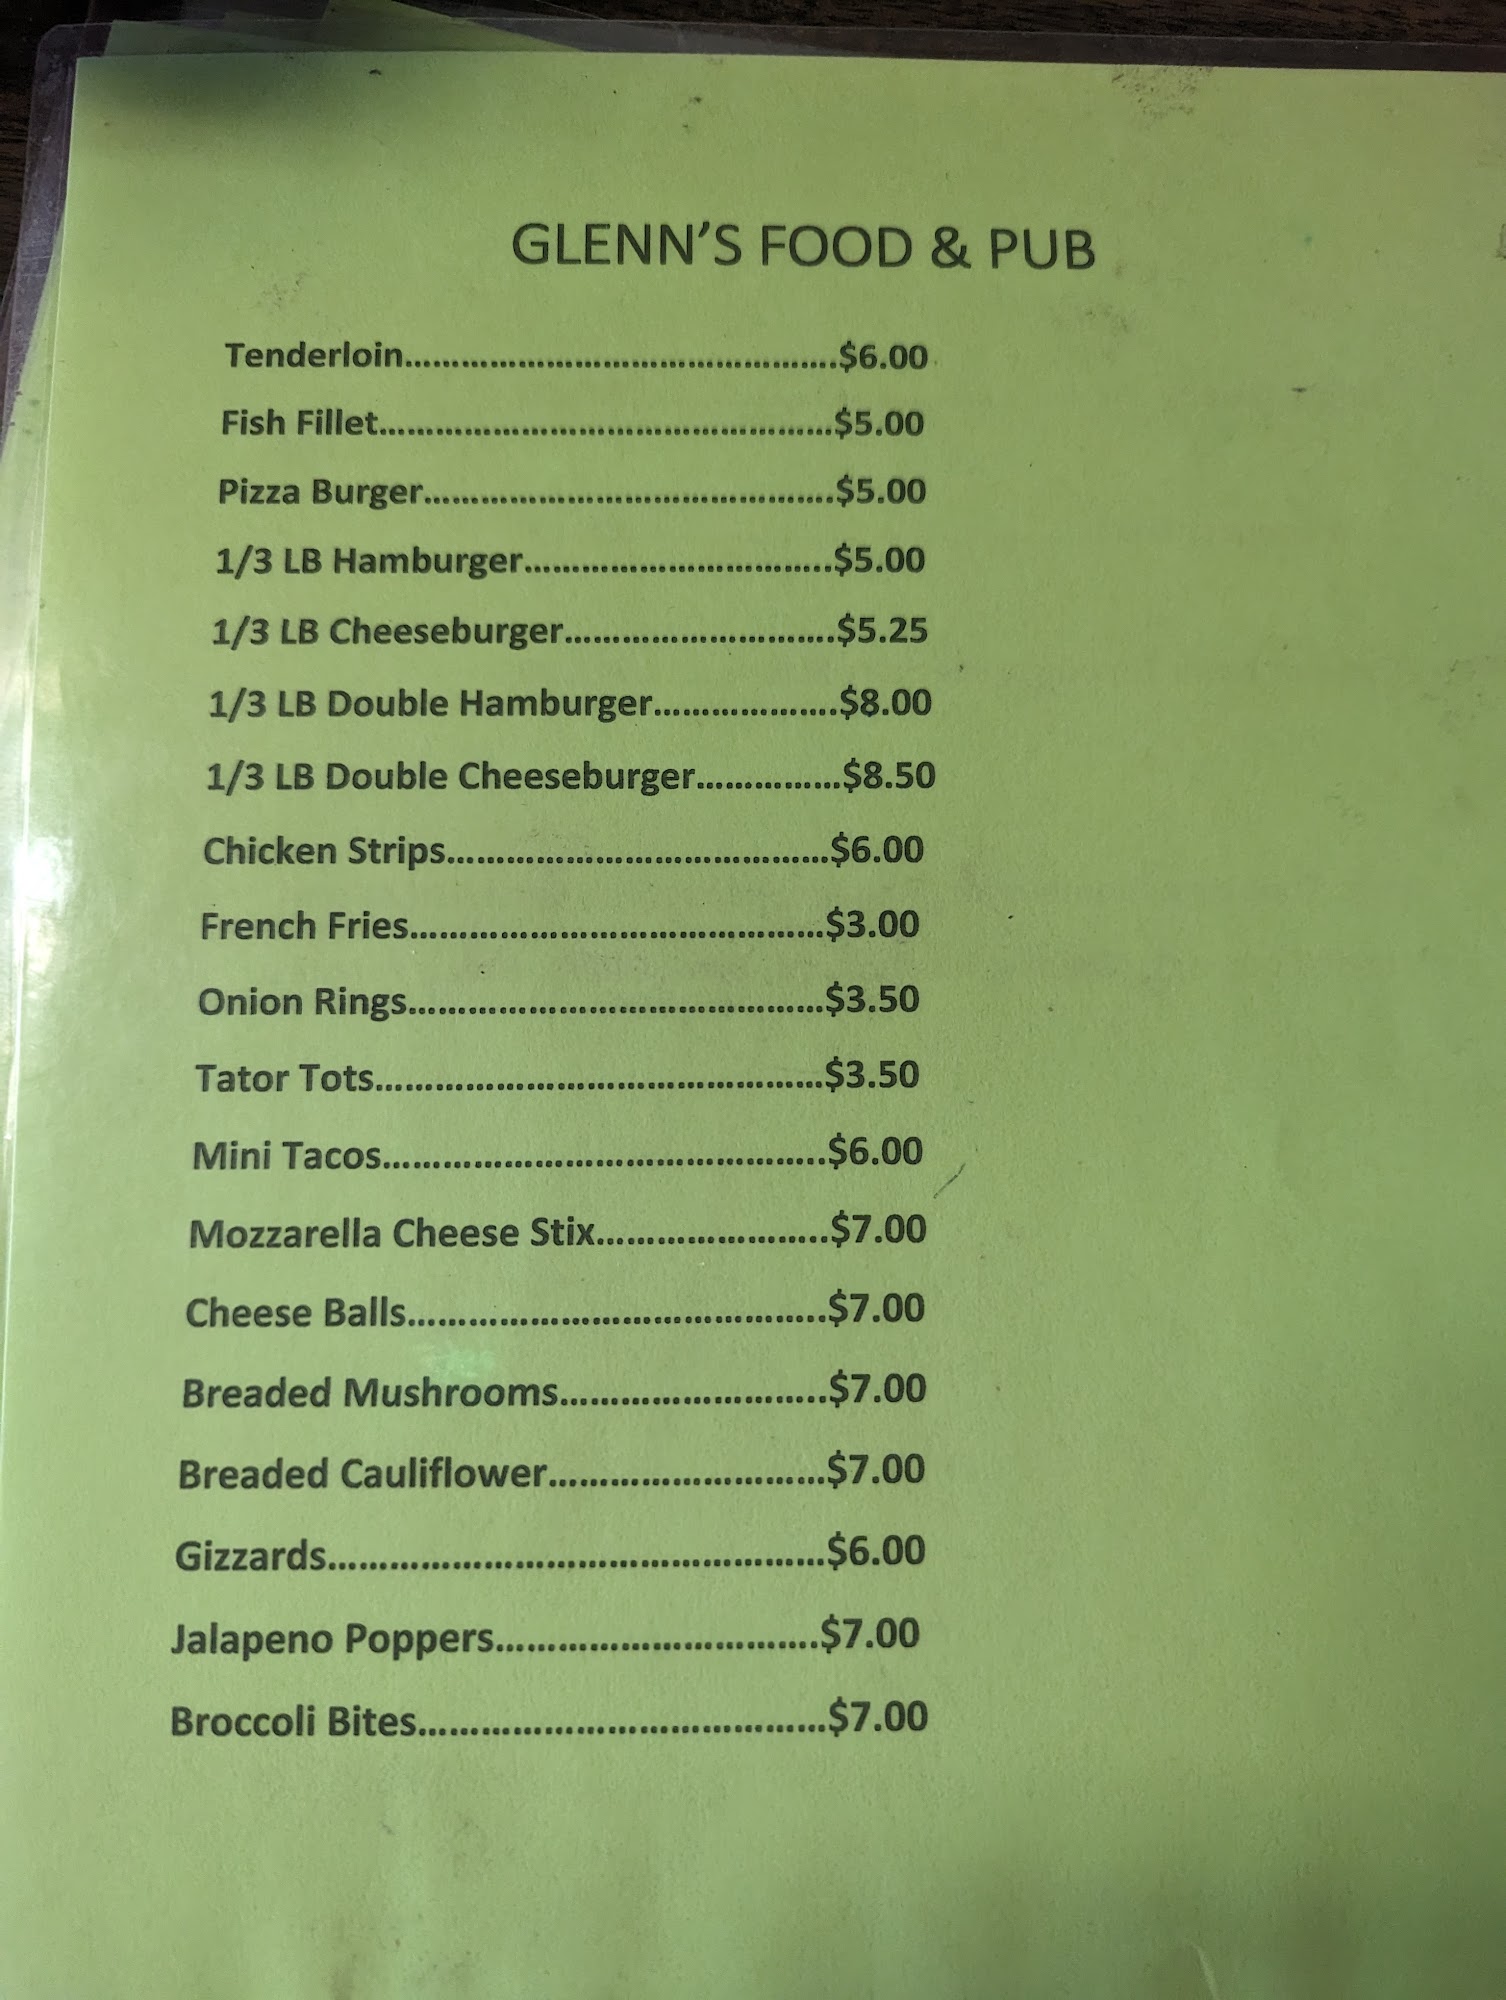 GLENN'S FOOD & PUB
Tenderloin..............................................$6.00
Fish Fillet................................................$5.00
Pizza Burger............................................$5.00
1/3 LB Hamburger.................................$5.00
1/3 LB Cheeseburger.............................$5.25
1/3 LB Double Hamburger....................$8.00
1/3 LB Double Cheeseburger...............$8.50
Chicken Strips.......................................$6.00
French Fries..........................................$3.00
Onion Rings..........................................$3.50
Tator Tots.............................................$3.50
Mini Tacos............................................$6.00
Mozzarella Cheese Stix.......................$7.00
Cheese Balls.........................................$7.00
Breaded Mushrooms...........................$7.00
Breaded Cauliflower............................$7.00
Gizzards................................................$6.00
Jalapeno Poppers...............................$7.00
Broccoli Bites.......................................$7.00